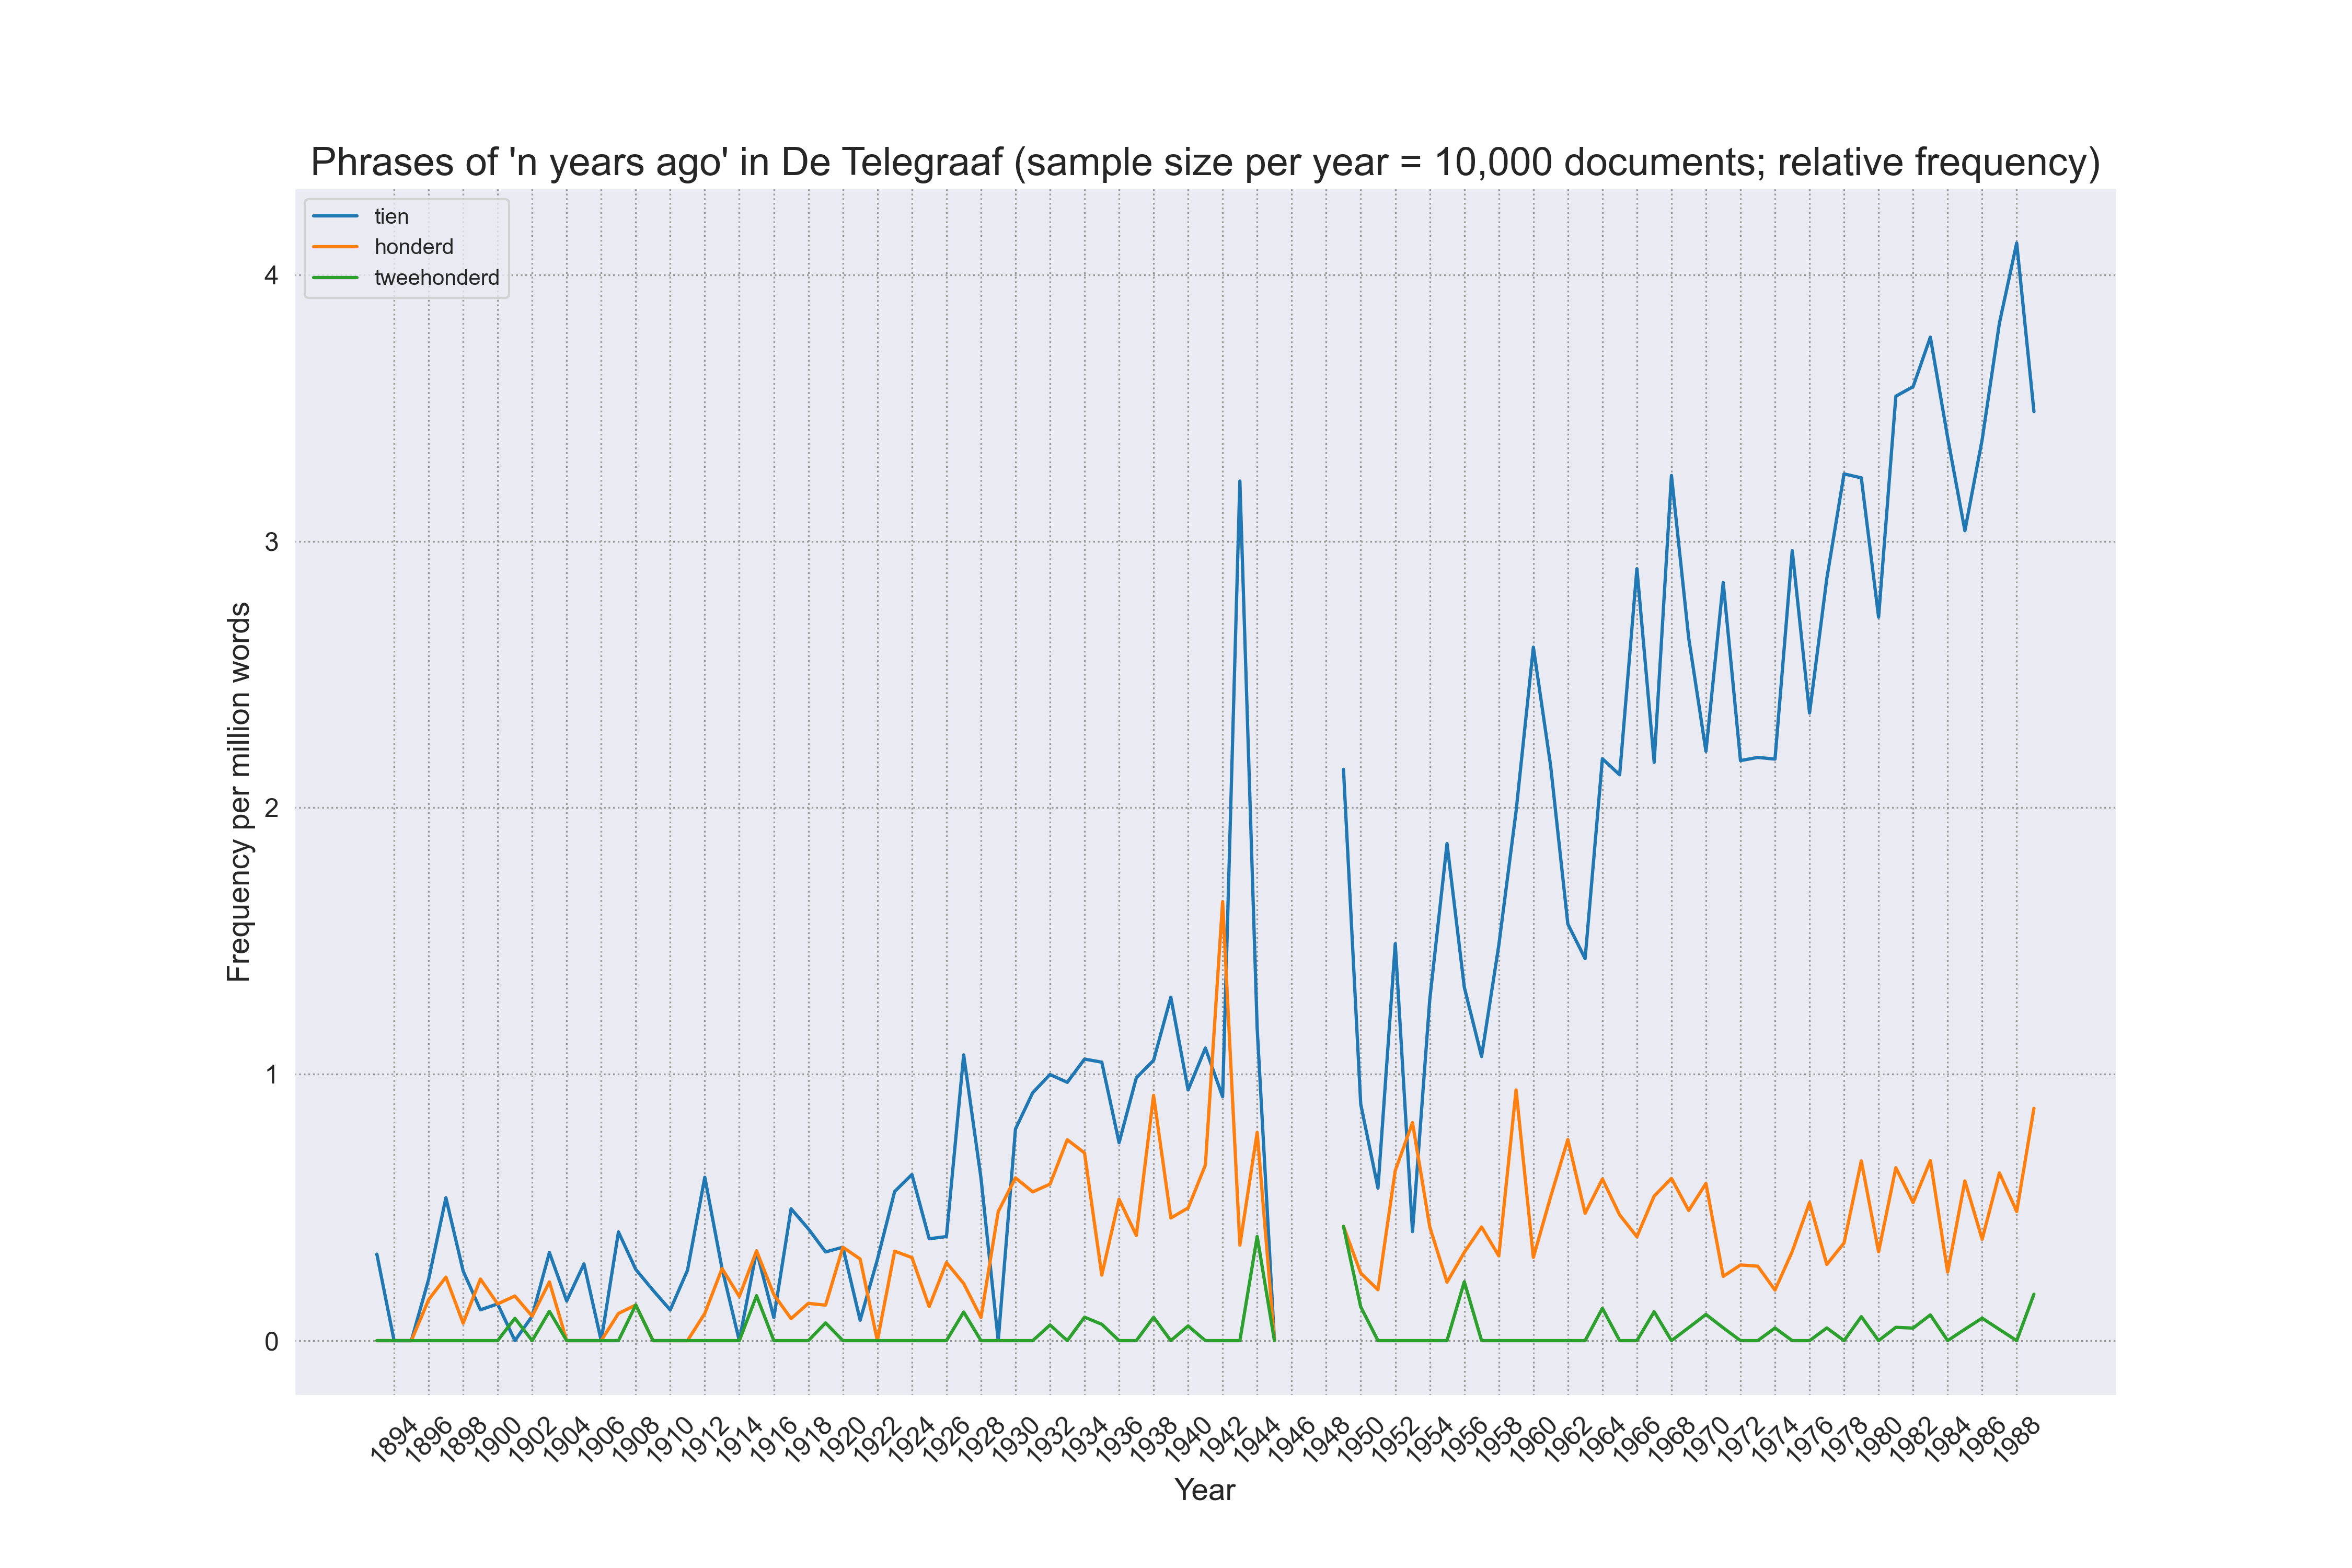 Phrases of 'n years ago' in De Telegraaf (sample size per year = 10,000 documents; relative frequency)
tien
honderd
tweehonderd
4
3
2
1
0
Frequency per million words
1894 1896 1898 1900 1902 1904 1906 1908 1910 1912 1914 1916 1918 1920 1922 1924 1926 1928 1930 1932 1934 1936 1938 1940 1942 1944 1946 1948 1950 1952 1954 1956 1958 1960 1962 1964 1966 1968 1970 1972 1974 1976 1978 1980 1982 1984 1986 1988
Year